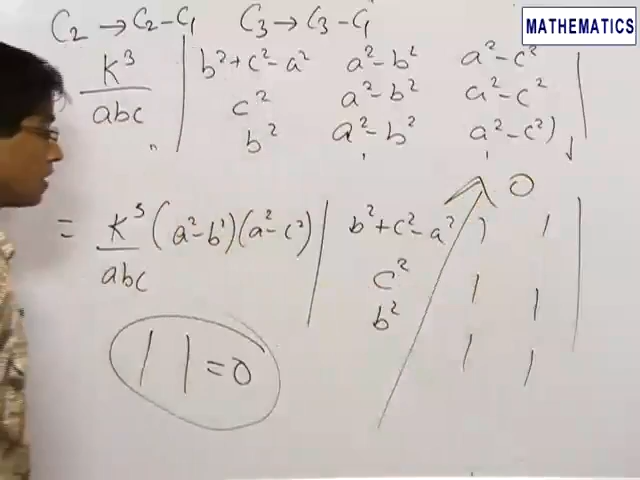 C₂ → C₂ - C₁ C₃ → C₃ - C₁
MATHEMATICS
K³/abc | b² + c² - a² a² - b² a² - c² |
c² a² - b² a² - c²
b² a² - b² a² - c²)
0
= K³/abc (a² - b²)(a² - c²) | b² + c² - a² 1 1 |
c² 1 1
b² 1 1
| | = 0